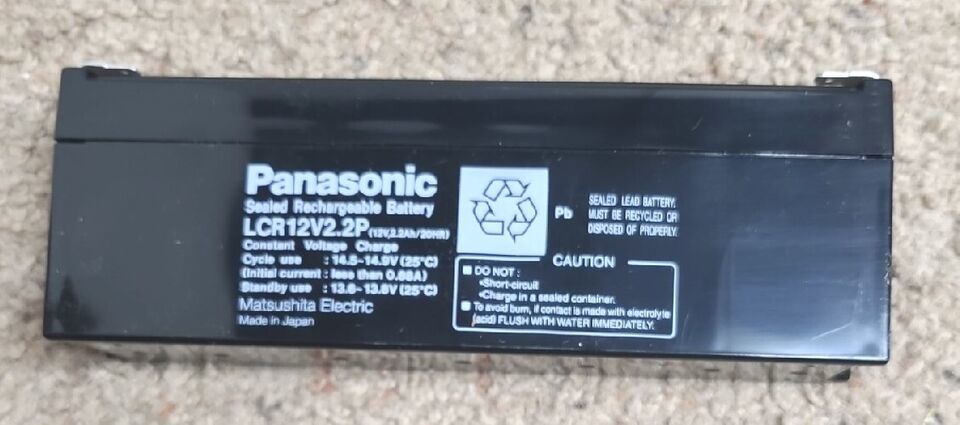 Panasonic
Sealed Rechargeable Battery
LCR12V2.2P(12V,2.2Ah/20HR)
Constant Voltage Charge
Cycle use : 14.5-14.9V (25°C)
(Initial current : less than 0.88A)
Standby use : 13.6-13.8V (25°C)
Matsushita Electric
Made in Japan
Pb
SEALED LEAD BATTERY.
MUST BE RECYCLED OR
DISPOSED OF PROPERLY.
CAUTION
■ DO NOT :
•Short-circuit
•Charge in a sealed container.
■ To avoid burn, if contact is made with electrolyte
(acid) FLUSH WITH WATER IMMEDIATELY.